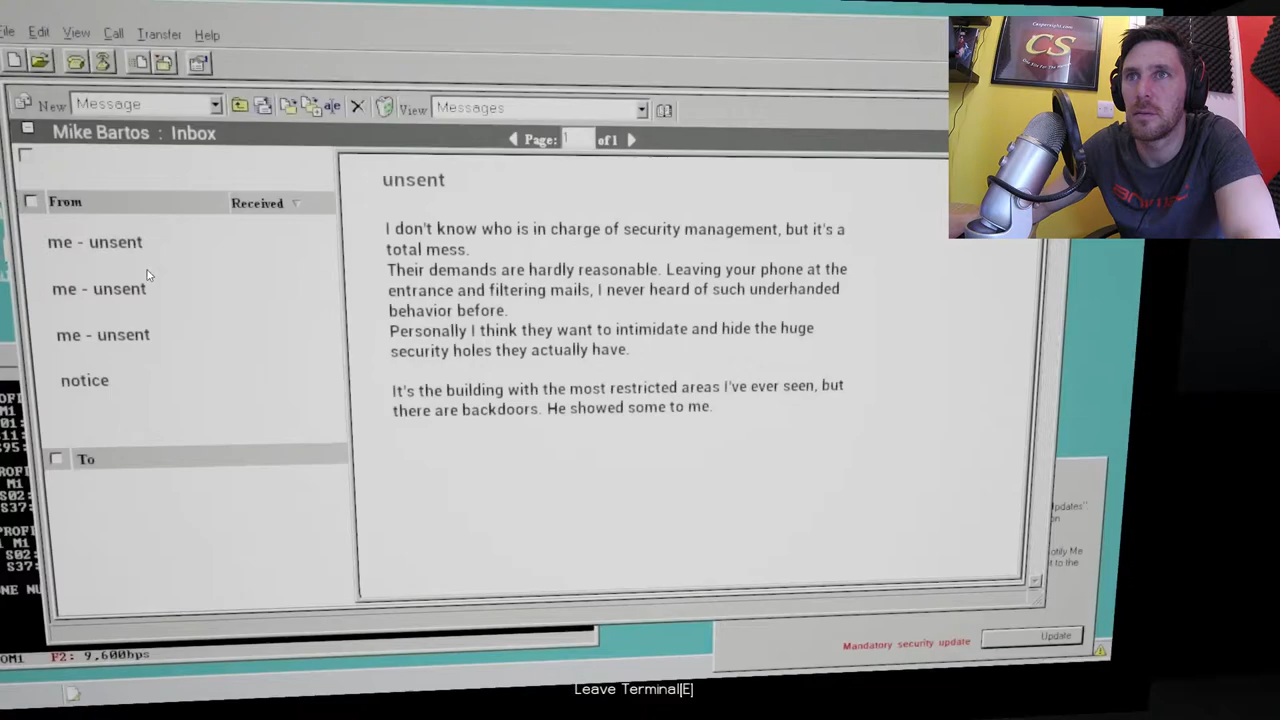 File Edit View Call Transfer Help
New Message View Messages
Mike Bartos : Inbox Page: 1 of1
From Received
me - unsent
me - unsent
me - unsent
notice
To
unsent
I don't know who is in charge of security management, but it's a
total mess.
Their demands are hardly reasonable. Leaving your phone at the
entrance and filtering mails, I never heard of such underhanded
behavior before.
Personally I think they want to intimidate and hide the huge
security holes they actually have.
It's the building with the most restricted areas I've ever seen, but
there are backdoors. He showed some to me.
CS
Mandatory security update Update
F2: 9,600bps
Leave Terminal[E]